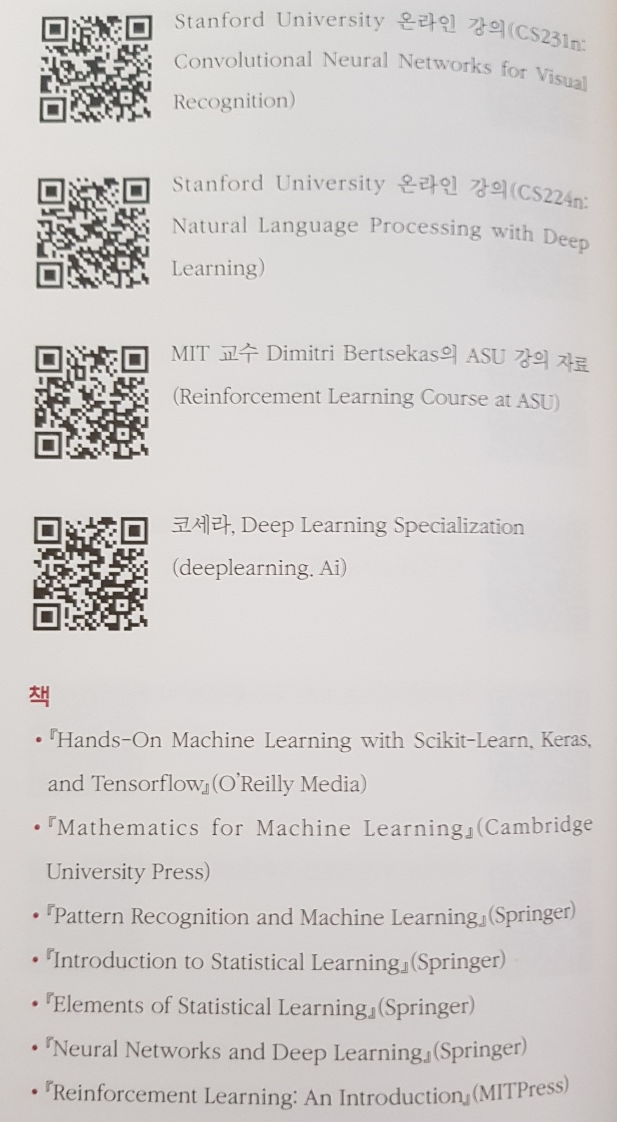 Stanford University 온라인 강의(CS231n:
Convolutional Neural Networks for Visual
Recognition)
Stanford University 온라인 강의(CS224n:
Natural Language Processing with Deep
Learning)
MIT 교수 Dimitri Bertsekas의 ASU 강의 자료
(Reinforcement Learning Course at ASU)
코세라, Deep Learning Specialization
(deeplearning. Ai)
책
• 『Hands-On Machine Learning with Scikit-Learn, Keras,
and Tensorflow』(O'Reilly Media)
• 『Mathematics for Machine Learning』(Cambridge
University Press)
• 『Pattern Recognition and Machine Learning』(Springer)
• 『Introduction to Statistical Learning』(Springer)
• 『Elements of Statistical Learning』(Springer)
• 『Neural Networks and Deep Learning』(Springer)
• 『Reinforcement Learning: An Introduction』(MITPress)